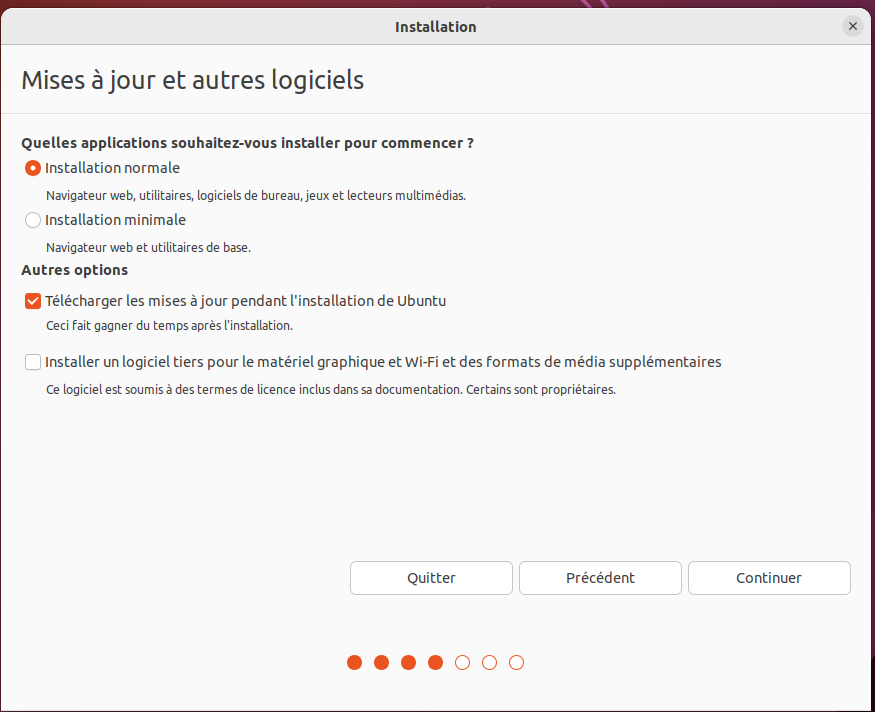 Installation
Mises à jour et autres logiciels
Quelles applications souhaitez-vous installer pour commencer ?
Installation normale
Navigateur web, utilitaires, logiciels de bureau, jeux et lecteurs multimédias.
Installation minimale
Navigateur web et utilitaires de base.
Autres options
Télécharger les mises à jour pendant l'installation de Ubuntu
Ceci fait gagner du temps après l'installation.
Installer un logiciel tiers pour le matériel graphique et Wi-Fi et des formats de média supplémentaires
Ce logiciel est soumis à des termes de licence inclus dans sa documentation. Certains sont propriétaires.
Quitter
Précédent
Continuer